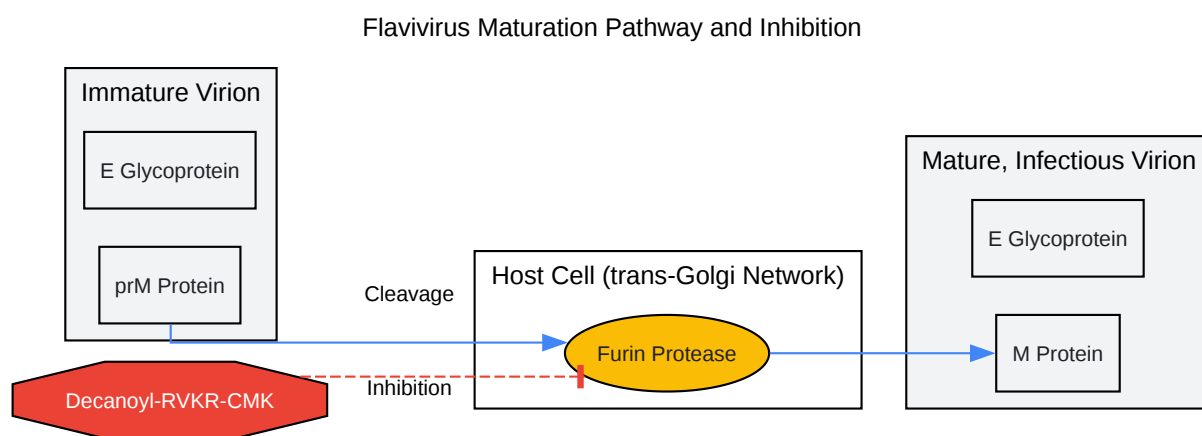 Flavivirus Maturation Pathway and Inhibition
Immature Virion
E Glycoprotein
prM Protein
Decanoyl-RVKR-CMK
Cleavage
Inhibition
Host Cell (trans-Golgi Network)
Furin Protease
Mature, Infectious Virion
E Glycoprotein
M Protein